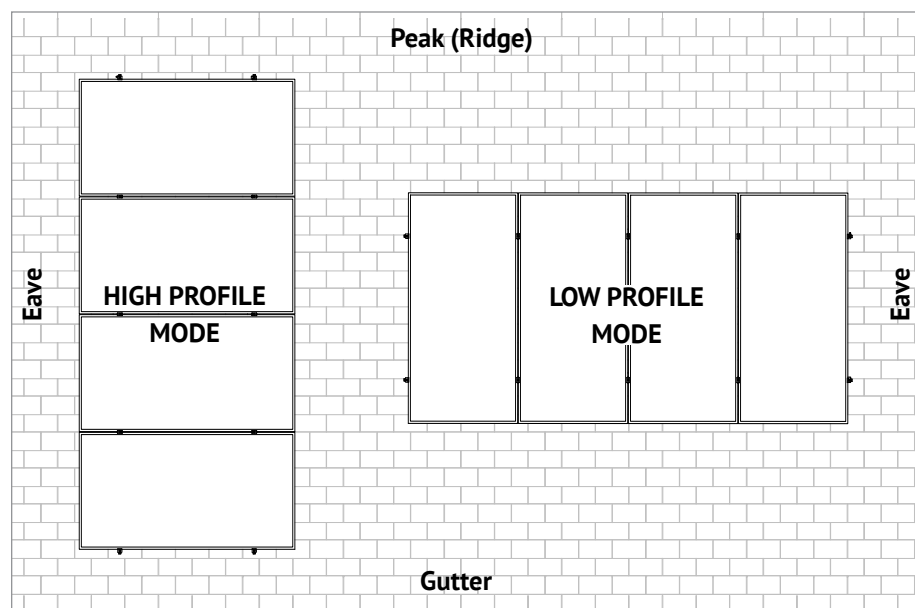 Peak (Ridge)
Eave
HIGH PROFILE
MODE
LOW PROFILE
MODE
Eave
Gutter